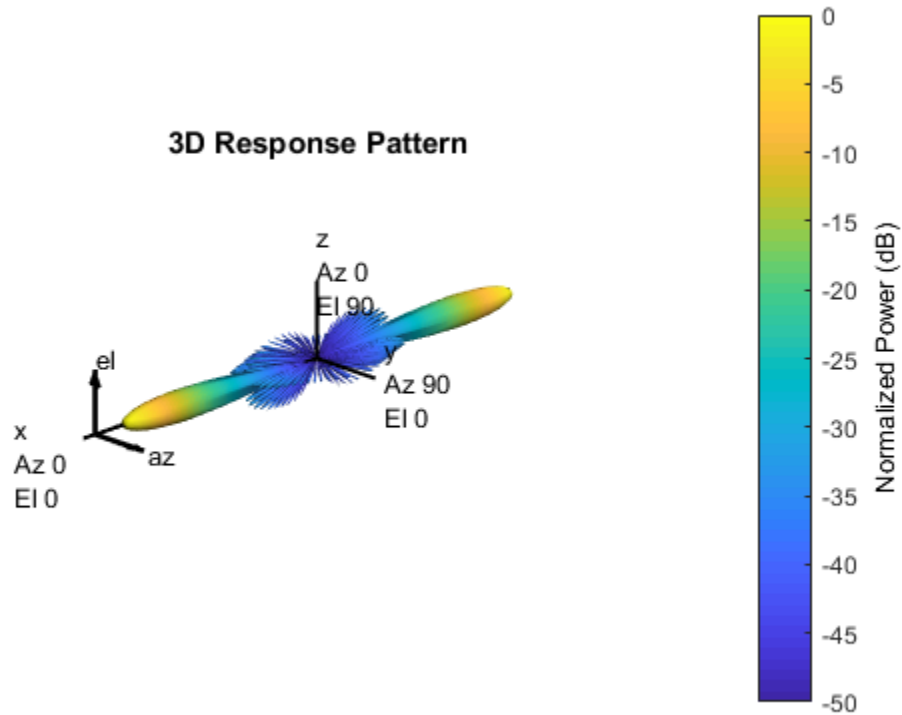 3D Response Pattern
z
Az 0
El 90
y
Az 90
El 0
el
x
Az 0
El 0
az
0
-5
-10
-15
-20
-25
-30
-35
-40
-45
-50
Normalized Power (dB)